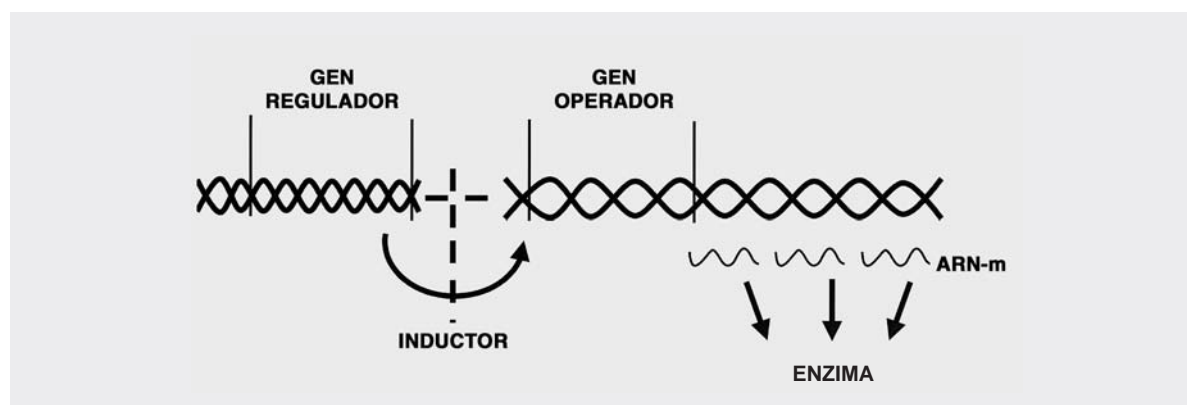 GEN
REGULADOR
GEN
OPERADOR
ARN-m
INDUCTOR
ENZIMA